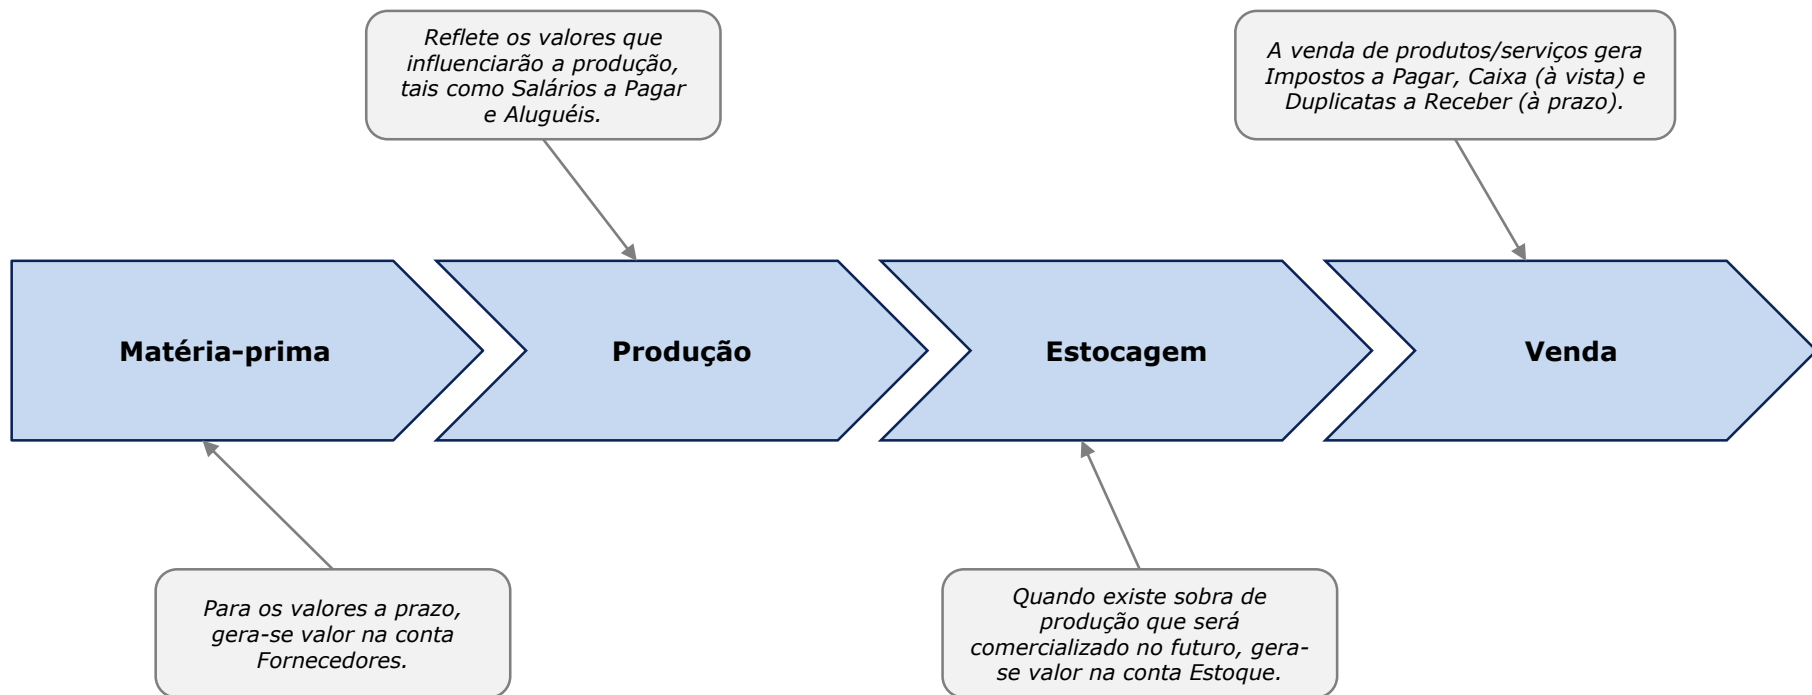 Reflete os valores que
influenciarão a produção,
tais como Salários a Pagar
e Aluguéis.
A venda de produtos/serviços gera
Impostos a Pagar, Caixa (à vista) e
Duplicatas a Receber (à prazo).
Matéria-prima
Produção
Estocagem
Venda
Para os valores a prazo,
gera-se valor na conta
Fornecedores.
Quando existe sobra de
produção que será
comercializado no futuro, gera-
se valor na conta Estoque.